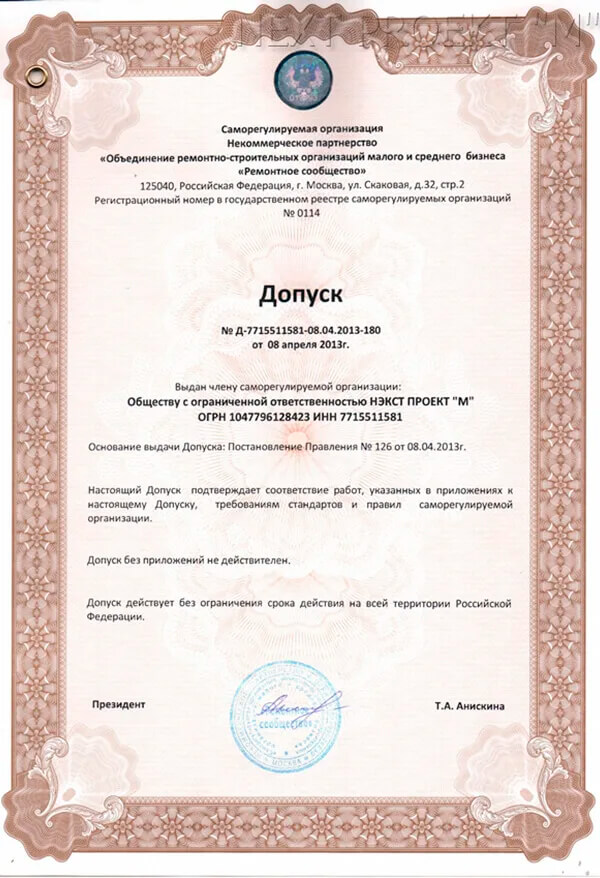 NEXT PROEKT "M"
Саморегулируемая организация
Некоммерческое партнерство
«Объединение ремонтно-строительных организаций малого и среднего бизнеса
«Ремонтное сообщество»
125040, Российская Федерация, г. Москва, ул. Скаковая, д.32, стр.2
Регистрационный номер в государственном реестре саморегулируемых организаций
№ 0114
Допуск
№ Д-7715511581-08.04.2013-180
от 08 апреля 2013г.
Выдан члену саморегулируемой организации:
Обществу с ограниченной ответственностью НЭКСТ ПРОЕКТ "М"
ОГРН 1047796128423 ИНН 7715511581
Основание выдачи Допуска: Постановление Правления № 126 от 08.04.2013г.
Настоящий Допуск подтверждает соответствие работ, указанных в приложениях к
настоящему Допуску, требованиям стандартов и правил саморегулируемой
организации.
Допуск без приложений не действителен.
Допуск действует без ограничения срока действия на всей территории Российской
Федерации.
Президент
сообщество
МОСКВА
Т.А. Анискина